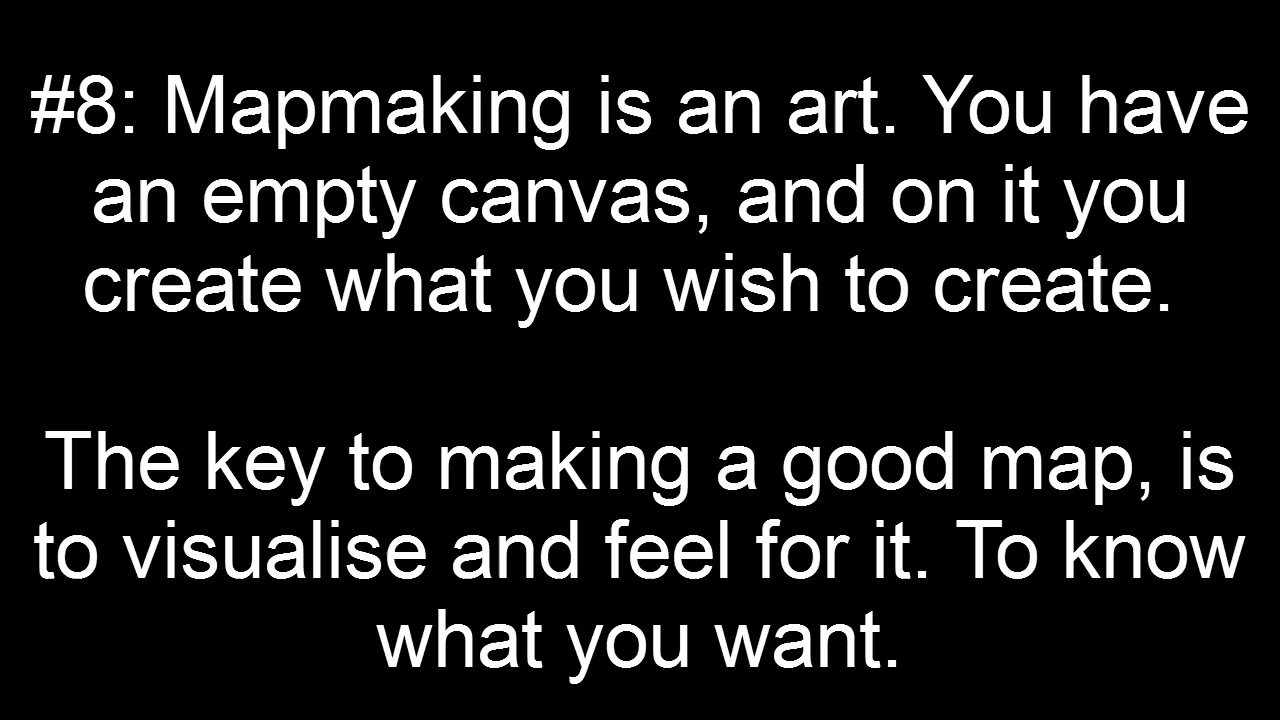 #8: Mapmaking is an art. You have
an empty canvas, and on it you
create what you wish to create.
The key to making a good map, is
to visualise and feel for it. To know
what you want.